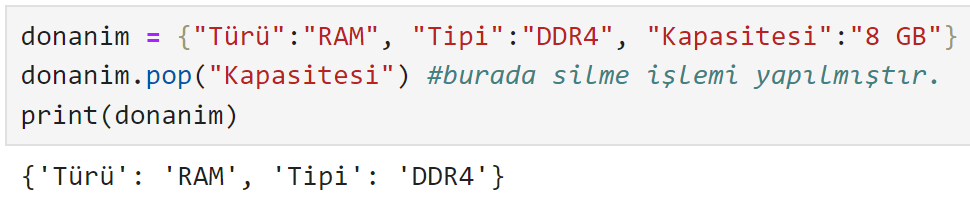 donanim = {"Türü":"RAM", "Tipi":"DDR4", "Kapasitesi":"8 GB"}
donanim.pop("Kapasitesi") #burada silme işlemi yapılmıştır.
print(donanim)
{'Türü': 'RAM', 'Tipi': 'DDR4'}